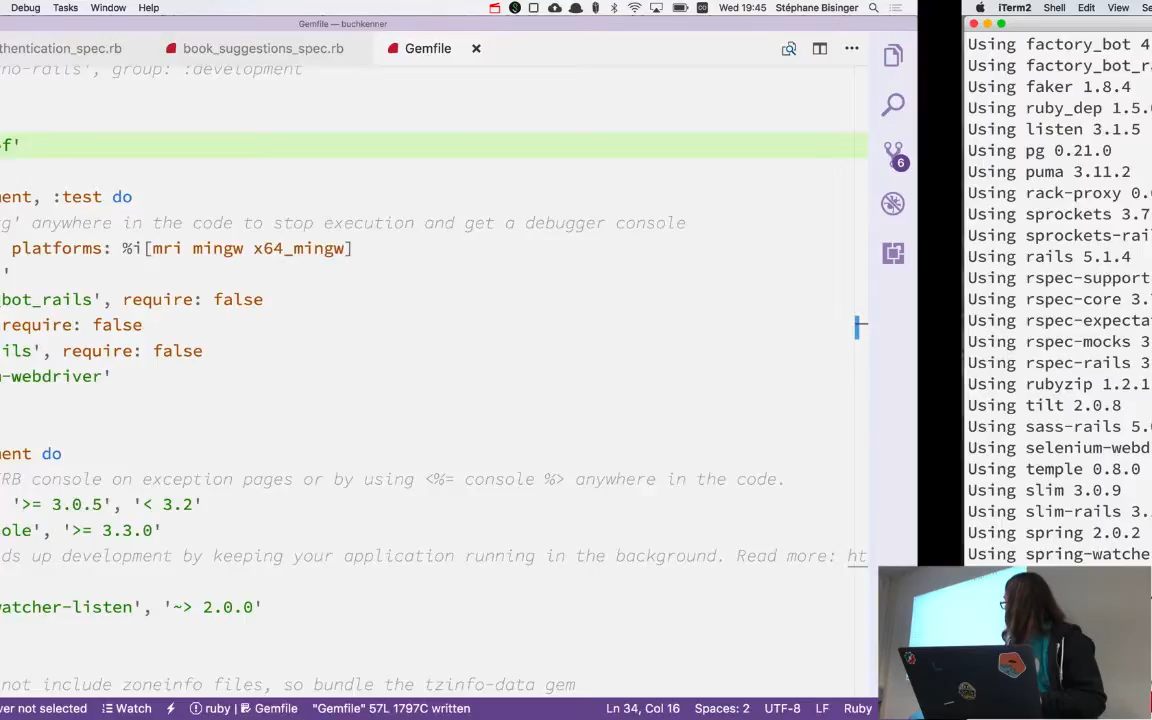 Debug Tasks Window Help Wed 19:45 Stéphane Bisinger iTerm2 Shell Edit View
Gemfile — buchkenner
thentication_spec.rb book_suggestions_spec.rb Gemfile
no-rails', group: :development
f'
ment, :test do
g' anywhere in the code to stop execution and get a debugger console
platforms: %i[mri mingw x64_mingw]
'
bot_rails', require: false
require: false
ils', require: false
m-webdriver'
ment do
IRB console on exception pages or by using <%= console %> anywhere in the code.
'>= 3.0.5', '< 3.2'
ole', '>= 3.3.0'
ds up development by keeping your application running in the background. Read more: ht
watcher-listen', '~> 2.0.0'
not include zoneinfo files, so bundle the tzinfo-data gem
ver not selected Watch ruby | Gemfile "Gemfile" 57L 1797C written Ln 34, Col 16 Spaces: 2 UTF-8 LF Ruby
6
Using factory_bot 4
Using factory_bot_ra
Using faker 1.8.4
Using ruby_dep 1.5.0
Using listen 3.1.5
Using pg 0.21.0
Using puma 3.11.2
Using rack-proxy 0.
Using sprockets 3.7
Using sprockets-rail
Using rails 5.1.4
Using rspec-support
Using rspec-core 3.
Using rspec-expecta
Using rspec-mocks 3
Using rspec-rails 3
Using rubyzip 1.2.1
Using tilt 2.0.8
Using sass-rails 5.
Using selenium-webd
Using temple 0.8.0
Using slim 3.0.9
Using slim-rails 3.
Using spring 2.0.2
Using spring-watche